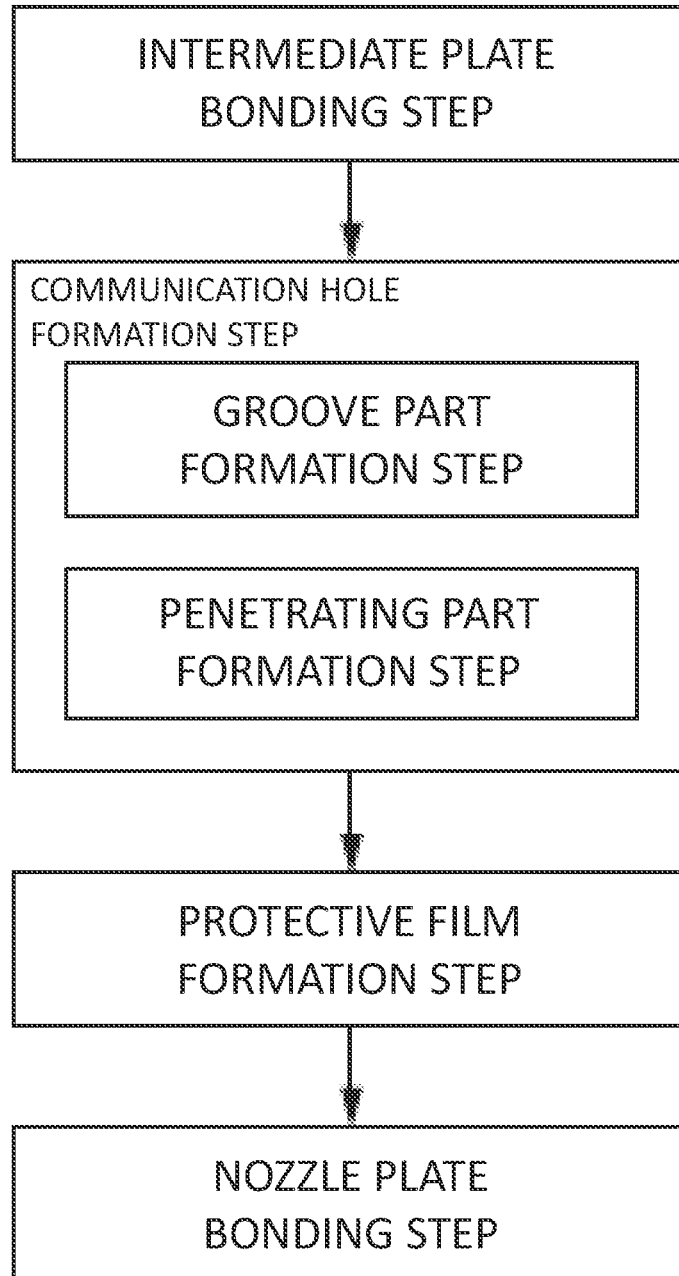 INTERMEDIATE PLATE
BONDING STEP
COMMUNICATION HOLE
FORMATION STEP
GROOVE PART
FORMATION STEP
PENETRATING PART
FORMATION STEP
PROTECTIVE FILM
FORMATION STEP
NOZZLE PLATE
BONDING STEP